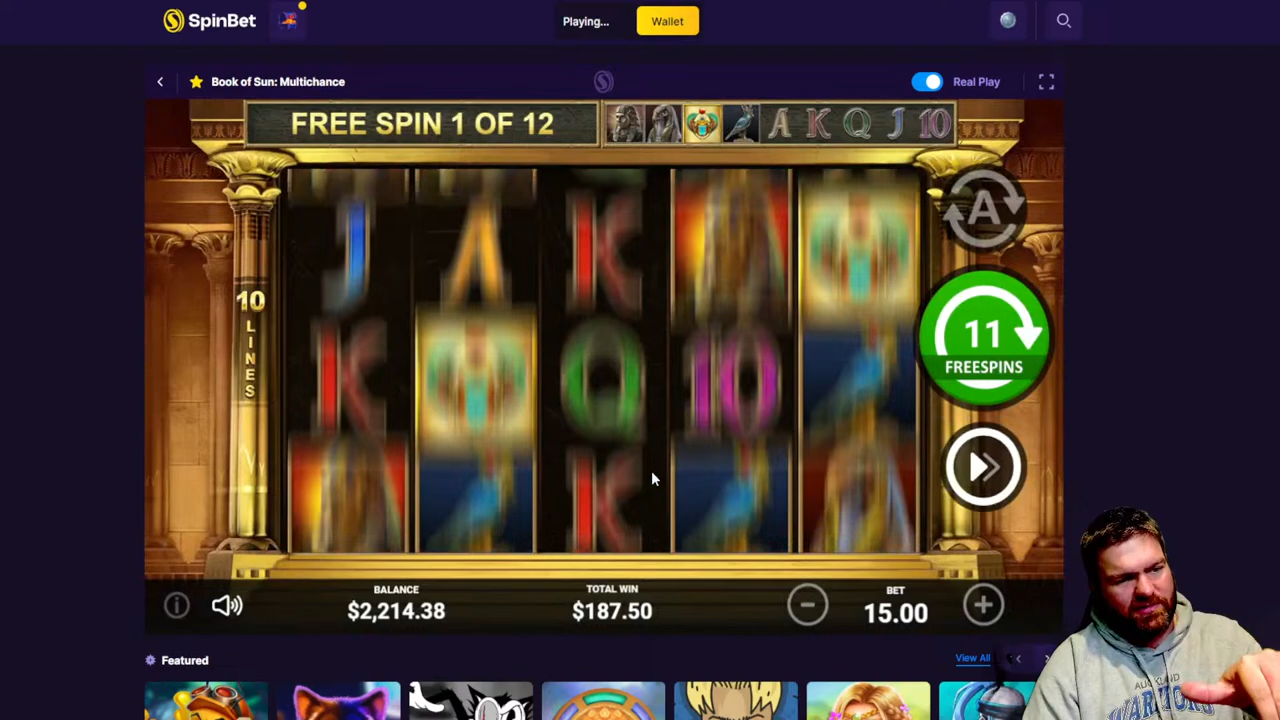 SpinBet
Playing...
Wallet
Book of Sun: Multichance
Real Play
FREE SPIN 1 OF 12
A K Q J 10
A
J A K
K Q 10
K
10
LINES
11
FREESPINS
BALANCE
$2,214.38
TOTAL WIN
$187.50
BET
15.00
Featured
View All
AUCKLAND
WARRIORS